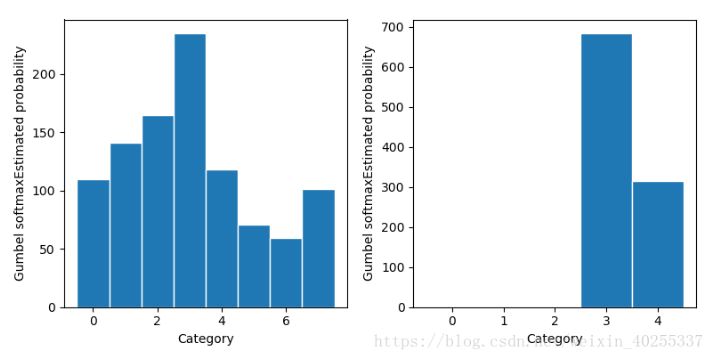 Gumbel softmaxEstimated probability
200
150
100
50
0
0 2 4 6
Category
Gumbel softmaxEstimated probability
700
600
500
400
300
200
100
0
0 1 2 3 4
Category
https://blog.csdn.net/weixin_40255337